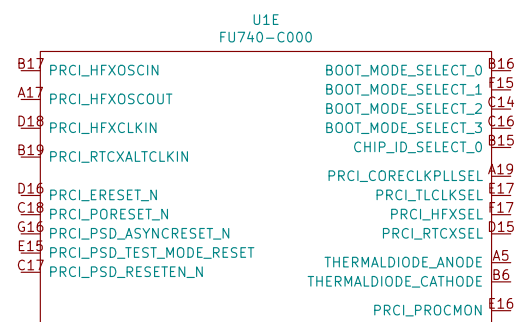 U1E
FU740-C000
B17 PRCI_HFXOSCIN BOOT_MODE_SELECT_0 B16
BOOT_MODE_SELECT_1 F15
A17 PRCI_HFXOSCOUT
BOOT_MODE_SELECT_2 C14
D18 PRCI_HFXCLKIN BOOT_MODE_SELECT_3 C16
CHIP_ID_SELECT_0 B15
B19 PRCI_RTCXALTCLKIN
PRCI_CORECLKPLLSEL A19
D16 PRCI_ERESET_N PRCI_TLCLKSEL E17
C18 PRCI_PORESET_N PRCI_HFXSEL F17
G16 PRCI_PSD_ASYNCRESET_N PRCI_RTCXSEL D15
E15 PRCI_PSD_TEST_MODE_RESET
THERMALDIODE_ANODE A5
C17 PRCI_PSD_RESETEN_N
THERMALDIODE_CATHODE B6
PRCI_PROCMON E16